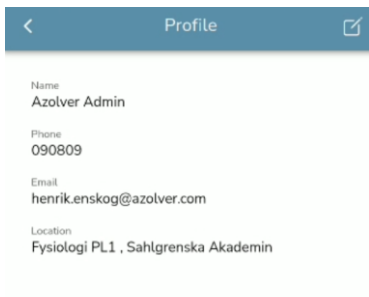 Profile
Name
Azolver Admin
Phone
090809
Email
henrik.enskog@azolver.com
Location
Fysiologi PL1 , Sahlgrenska Akademin